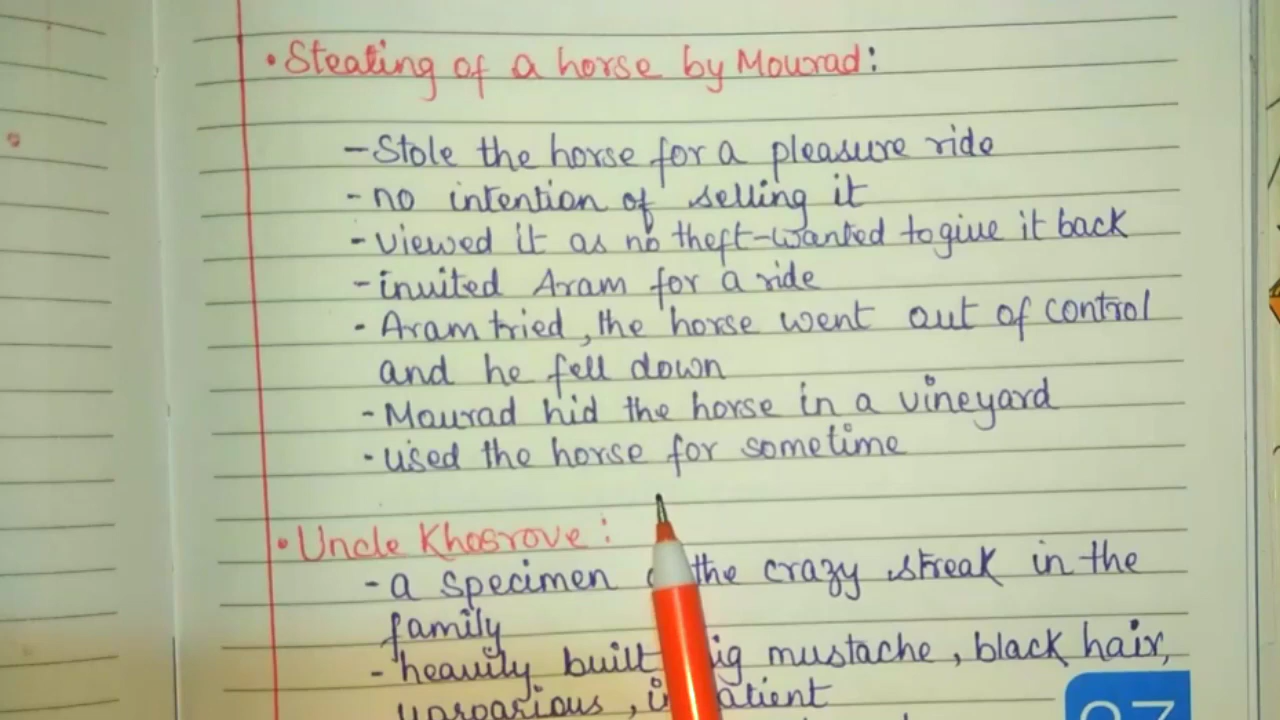 • Stealing of a horse by Mourad:
- Stole the horse for a pleasure ride
- no intention of selling it
- viewed it as no theft-wanted to give it back
- invited Aram for a ride
- Aram tried, the horse went out of control
and he fell down
- Mourad hid the horse in a vineyard
- used the horse for sometime
• Uncle Khosrove:
- a specimen the crazy streak in the
family
- heavily built mustache, black hair,